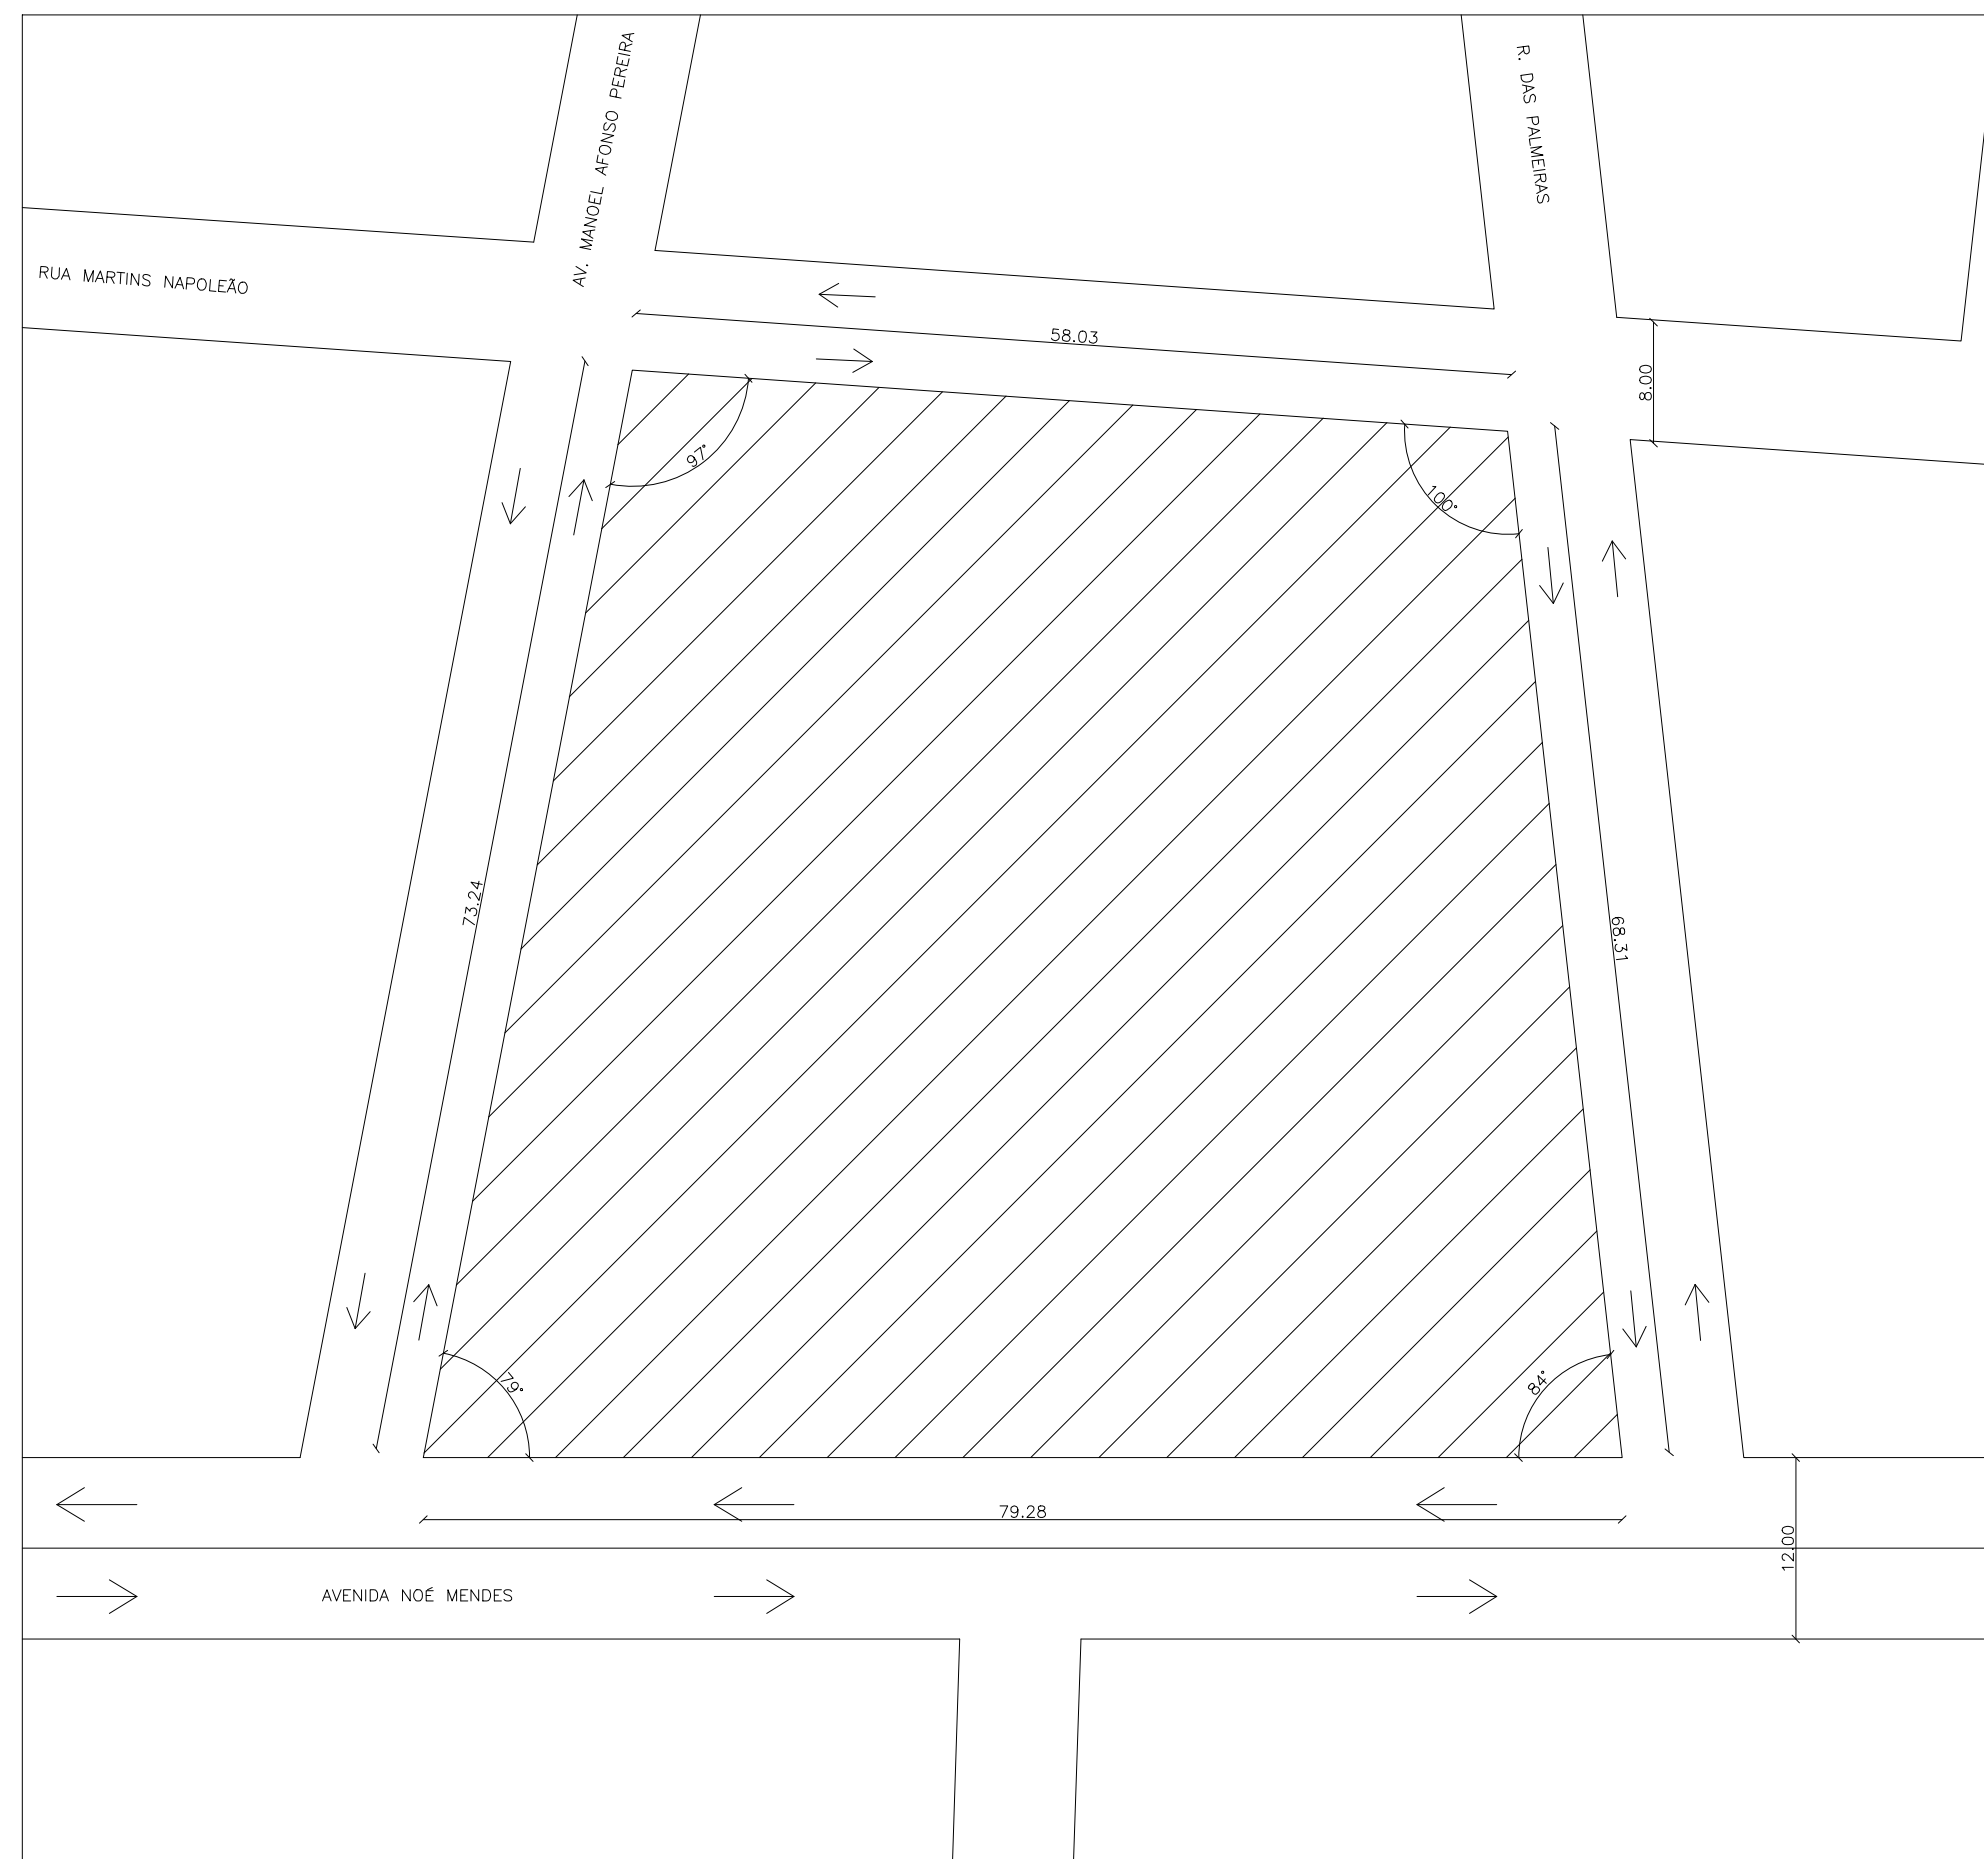 AV. MANOEL AFONSO PEREIRA
R. DAS PALMEIRAS
RUA MARTINS NAPOLEÃO
58.03
8.00
97°
100°
73.24
68.31
79°
84°
79.28
12.00
AVENIDA NOÉ MENDES